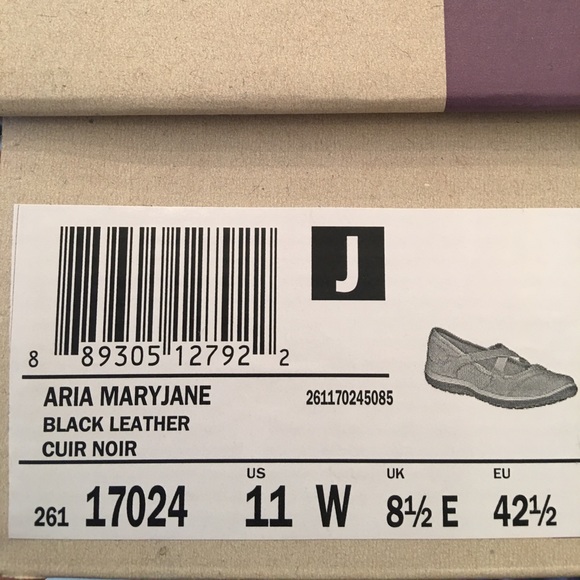 J
8 89305 12792 2
ARIA MARYJANE 261170245085
BLACK LEATHER
CUIR NOIR
US UK EU
261 17024 11 W 8½ E 42½